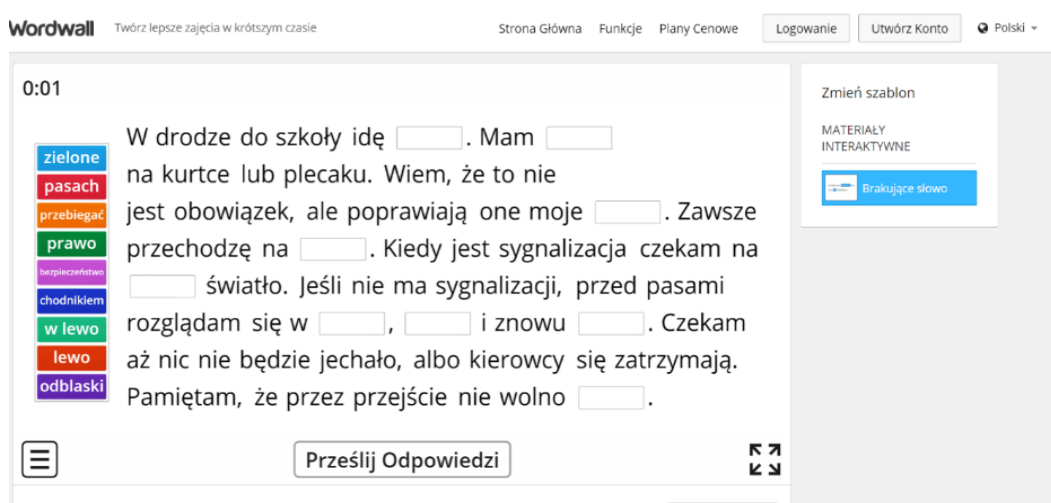 Wordwall Twórz lepsze zajęcia w krótszym czasie Strona Główna Funkcje Plany Cenowe Logowanie Utwórz Konto Polski
0:01
zielone
pasach
przebiegać
prawo
bezpieczeństwo
chodnikiem
w lewo
lewo
odblaski
W drodze do szkoły idę . Mam
na kurtce lub plecaku. Wiem, że to nie
jest obowiązek, ale poprawiają one moje . Zawsze
przechodzę na . Kiedy jest sygnalizacja czekam na
światło. Jeśli nie ma sygnalizacji, przed pasami
rozglądam się w , i znowu . Czekam
aż nic nie będzie jechało, albo kierowcy się zatrzymają.
Pamiętam, że przez przejście nie wolno .
Prześlij Odpowiedzi
Zmień szablon
MATERIAŁY
INTERAKTYWNE
Brakujące słowo